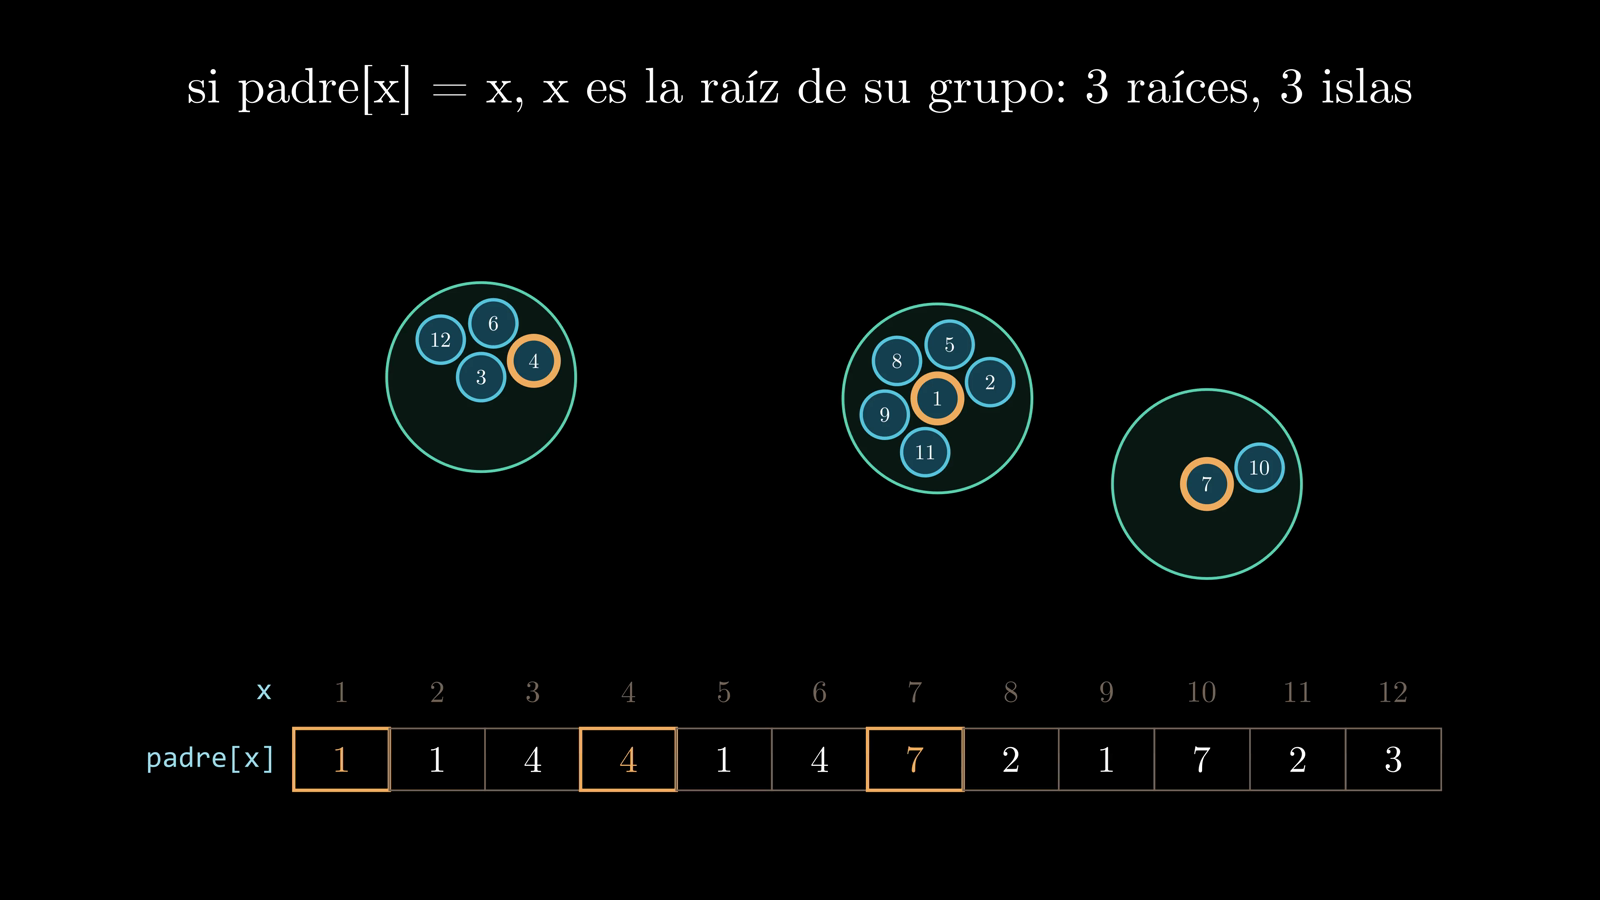 si padre[x] = x, x es la raíz de su grupo: 3 raíces, 3 islas
12 6 4 3
8 5 2 1 9 11
7 10
x 1 2 3 4 5 6 7 8 9 10 11 12
padre[x] 1 1 4 4 1 4 7 2 1 7 2 3